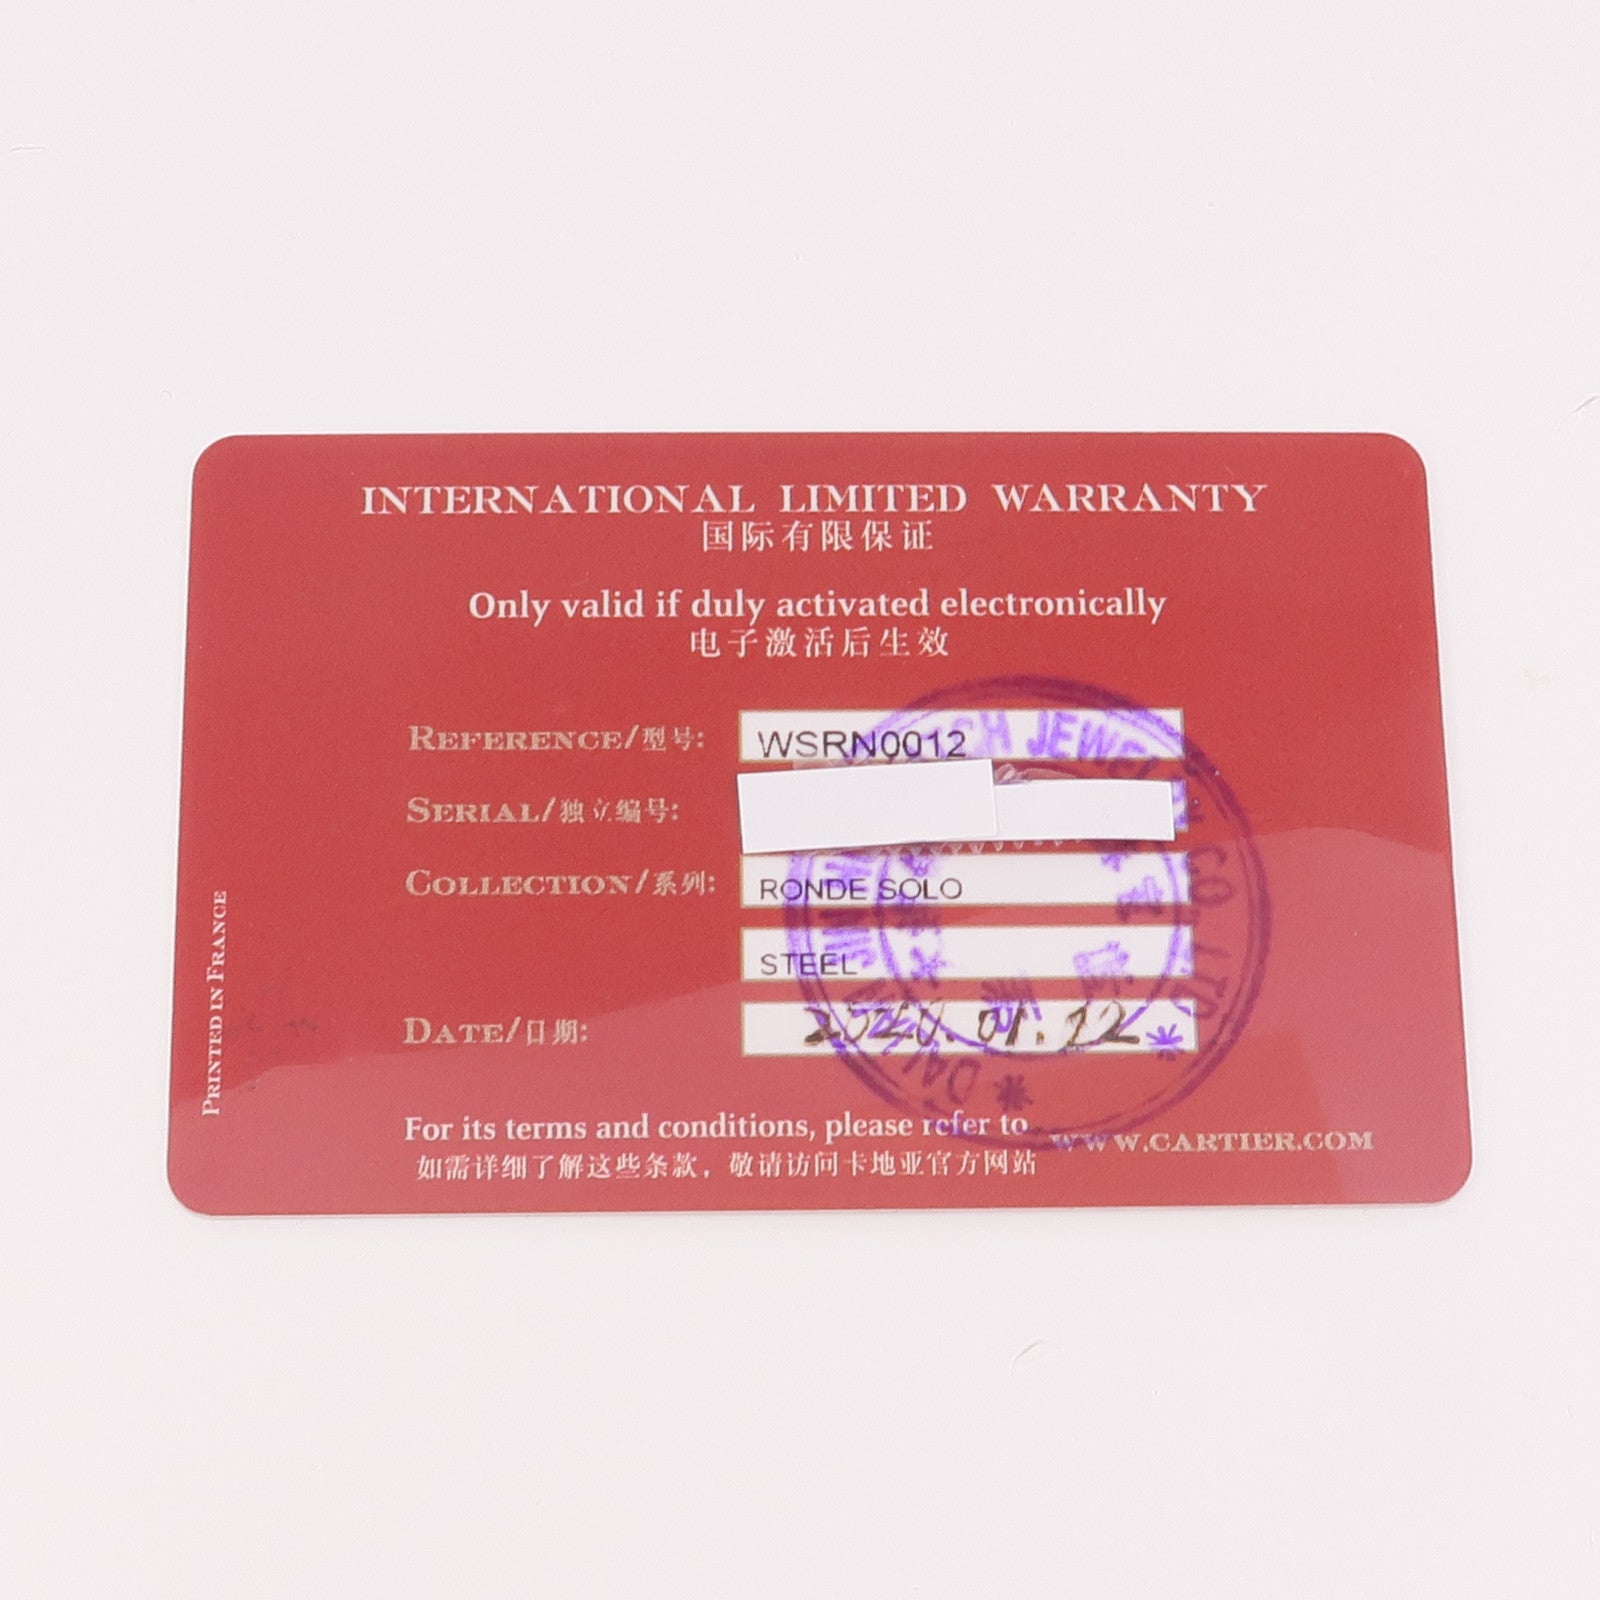 INTERNATIONAL LIMITED WARRANTY
国际有限保证
Only valid if duly activated electronically
电子激活后生效
REFERENCE/型号: WSRN0012
SERIAL/独立编号:
COLLECTION/系列: RONDE SOLO
STEEL
DATE/日期: 2020.01.12
For its terms and conditions, please refer to WWW.CARTIER.COM
如需详细了解这些条款，敬请访问卡地亚官方网站
PRINTED IN FRANCE
JEWEL CO., LTD